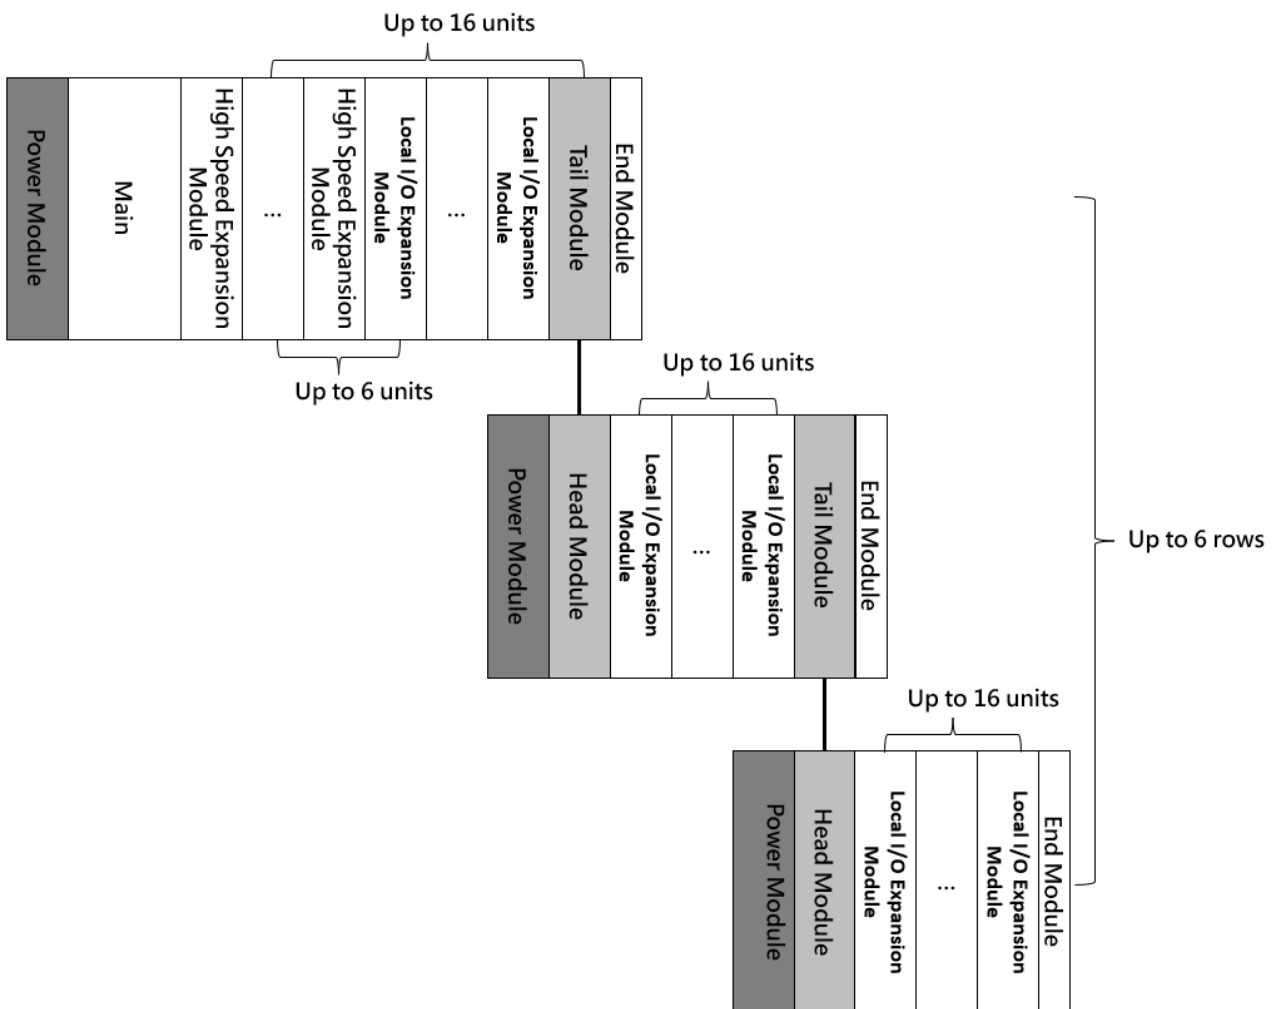 Up to 16 units
Power Module
Main
High Speed Expansion
Module
...
High Speed Expansion
Module
Local I/O Expansion
Module
...
Local I/O Expansion
Module
Tail Module
End Module
Up to 6 units
Up to 16 units
Power Module
Head Module
Local I/O Expansion
Module
...
Local I/O Expansion
Module
Tail Module
End Module
Up to 6 rows
Up to 16 units
Power Module
Head Module
Local I/O Expansion
Module
...
Local I/O Expansion
Module
End Module